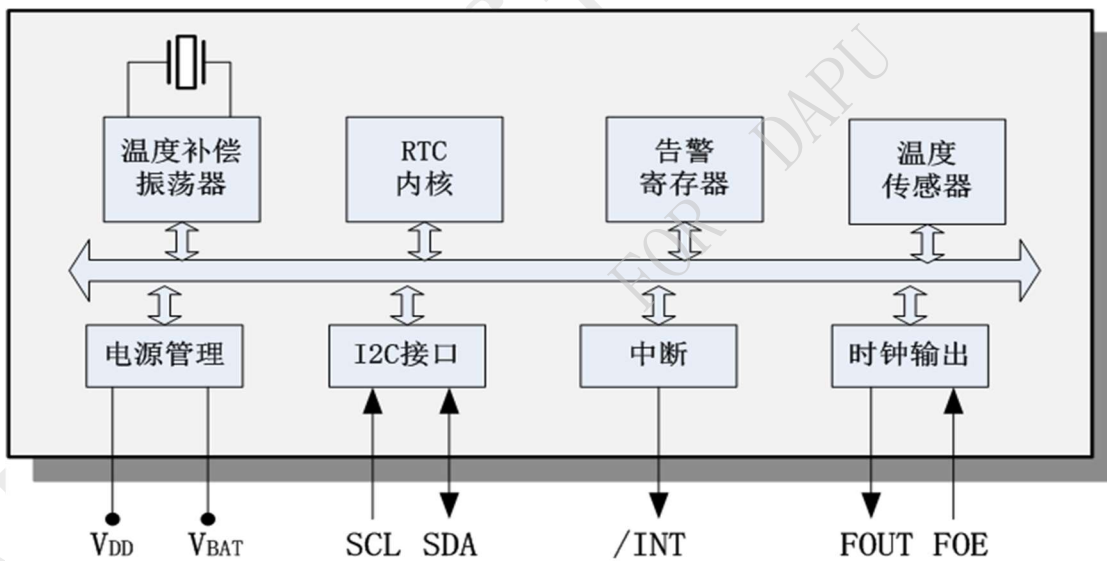 温度补偿
振荡器
RTC
内核
告警
寄存器
温度
传感器
电源管理
I2C接口
中断
时钟输出
VDD
VBAT
SCL
SDA
/INT
FOUT
FOE
FOR DAPU